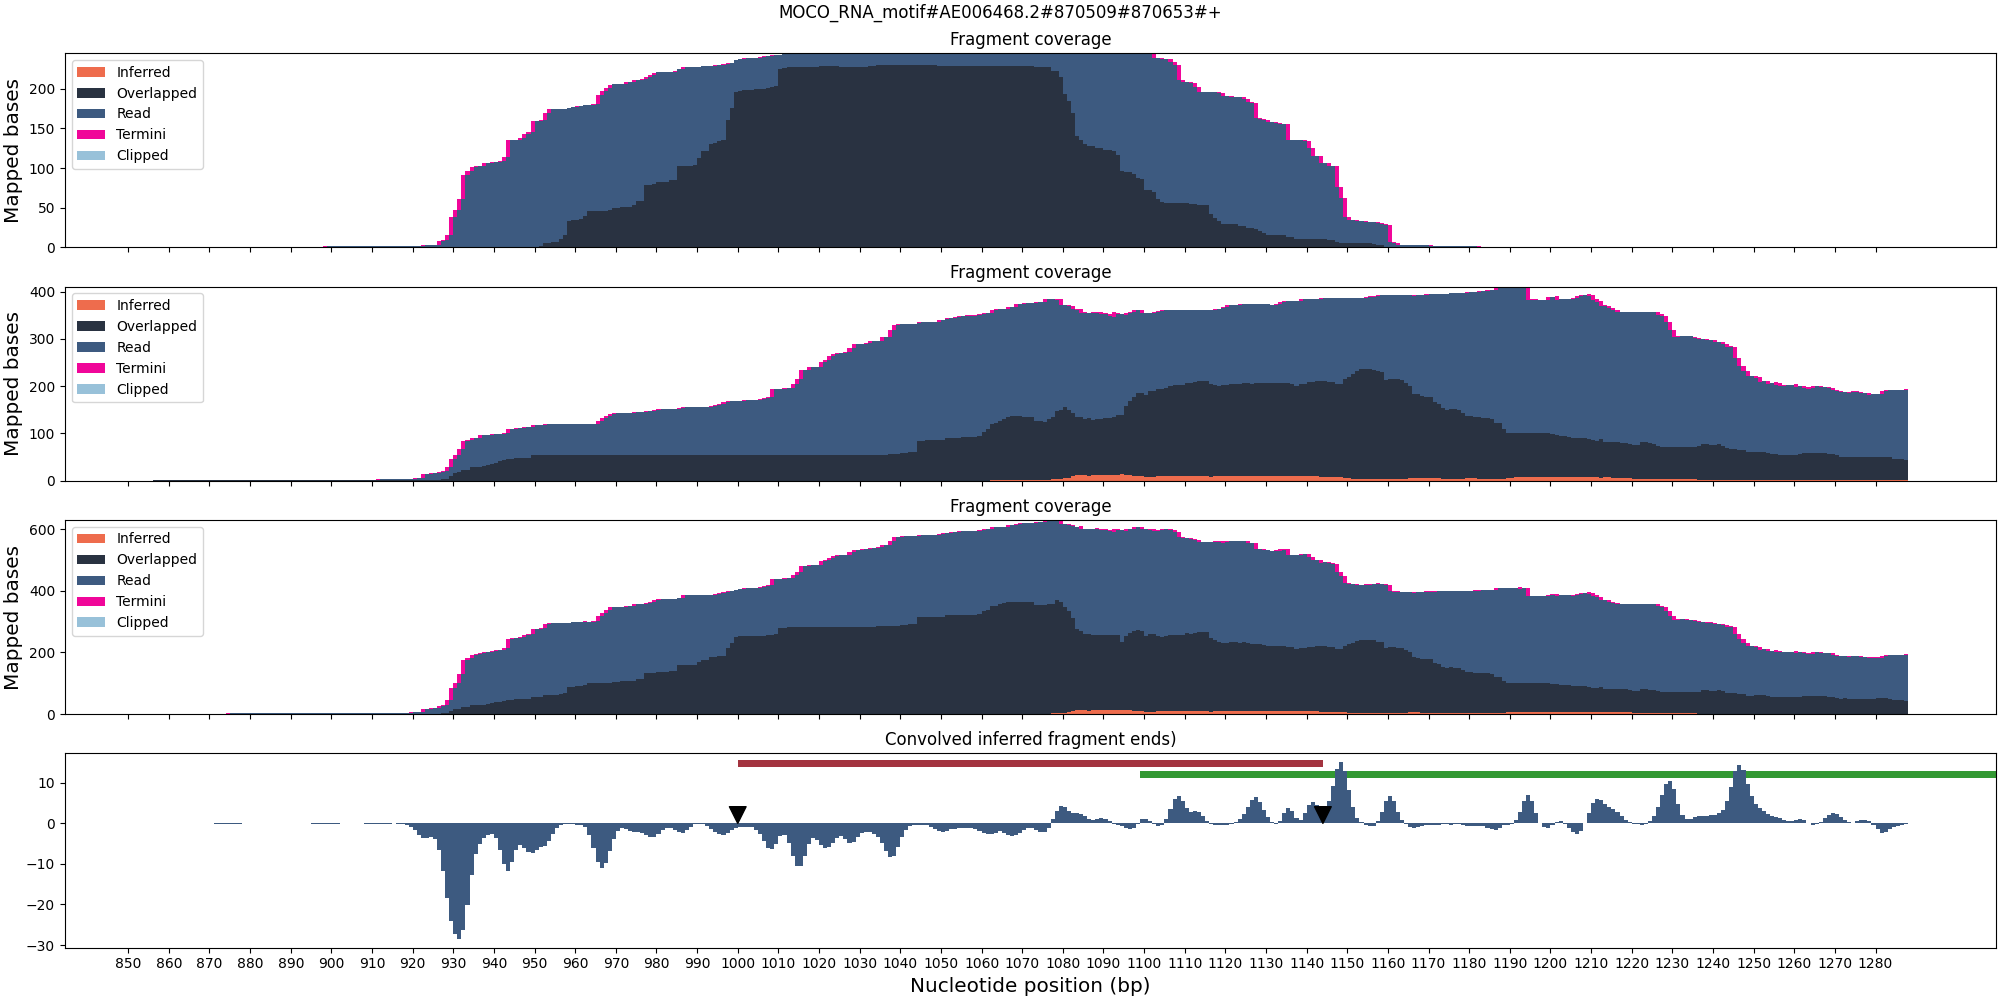 MOCO_RNA_motif#AE006468.2#870509#870653#+
Fragment coverage
Mapped bases
200
150
100
50
0
Inferred
Overlapped
Read
Termini
Clipped
Fragment coverage
Mapped bases
400
300
200
100
0
Inferred
Overlapped
Read
Termini
Clipped
Fragment coverage
Mapped bases
600
400
200
0
Inferred
Overlapped
Read
Termini
Clipped
Convolved inferred fragment ends)
10
0
−10
−20
−30
850 860 870 880 890 900 910 920 930 940 950 960 970 980 990 1000 1010 1020 1030 1040 1050 1060 1070 1080 1090 1100 1110 1120 1130 1140 1150 1160 1170 1180 1190 1200 1210 1220 1230 1240 1250 1260 1270 1280
Nucleotide position (bp)